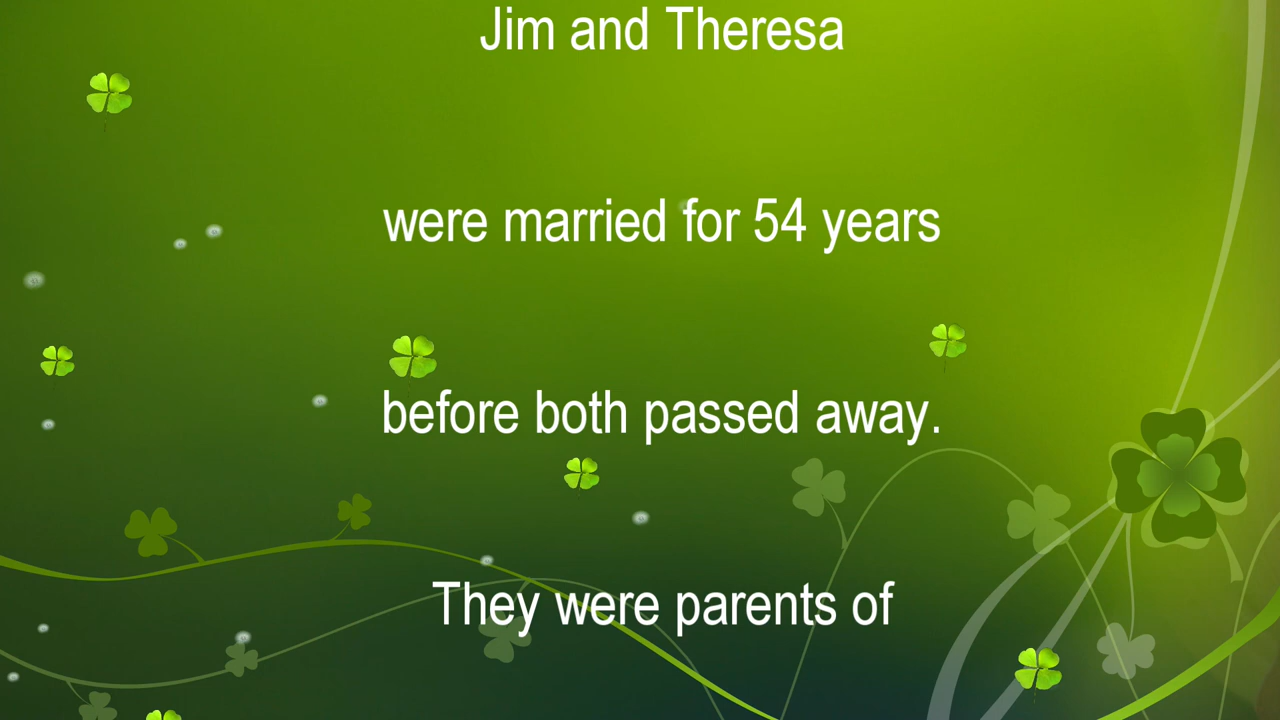 Jim and Theresa
were married for 54 years
before both passed away.
They were parents of